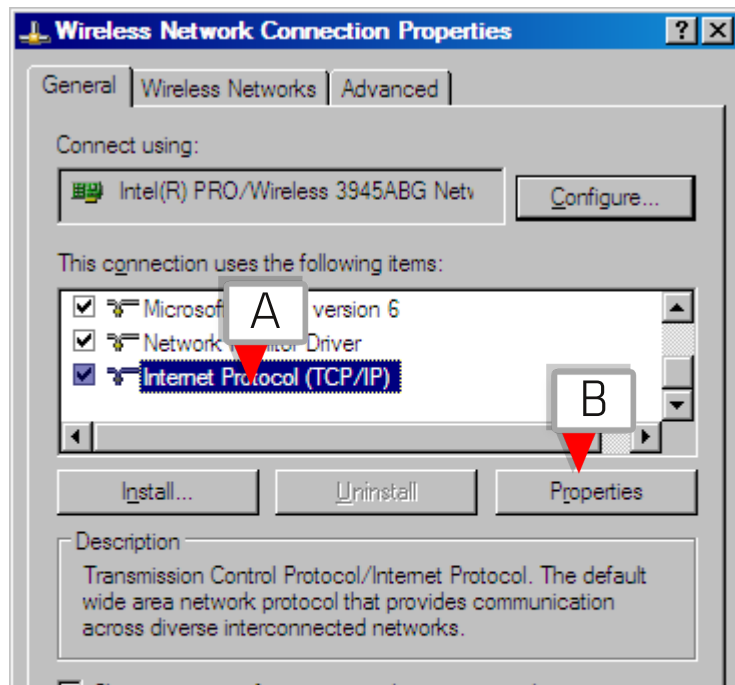 Wireless Network Connection Properties
General Wireless Networks Advanced
Connect using:
Intel(R) PRO/Wireless 3945ABG Netw
Configure...
This connection uses the following items:
A
Microsoft version 6
Network Driver
Internet Protocol (TCP/IP)
B
Install... Uninstall Properties
Description
Transmission Control Protocol/Internet Protocol. The default
wide area network protocol that provides communication
across diverse interconnected networks.